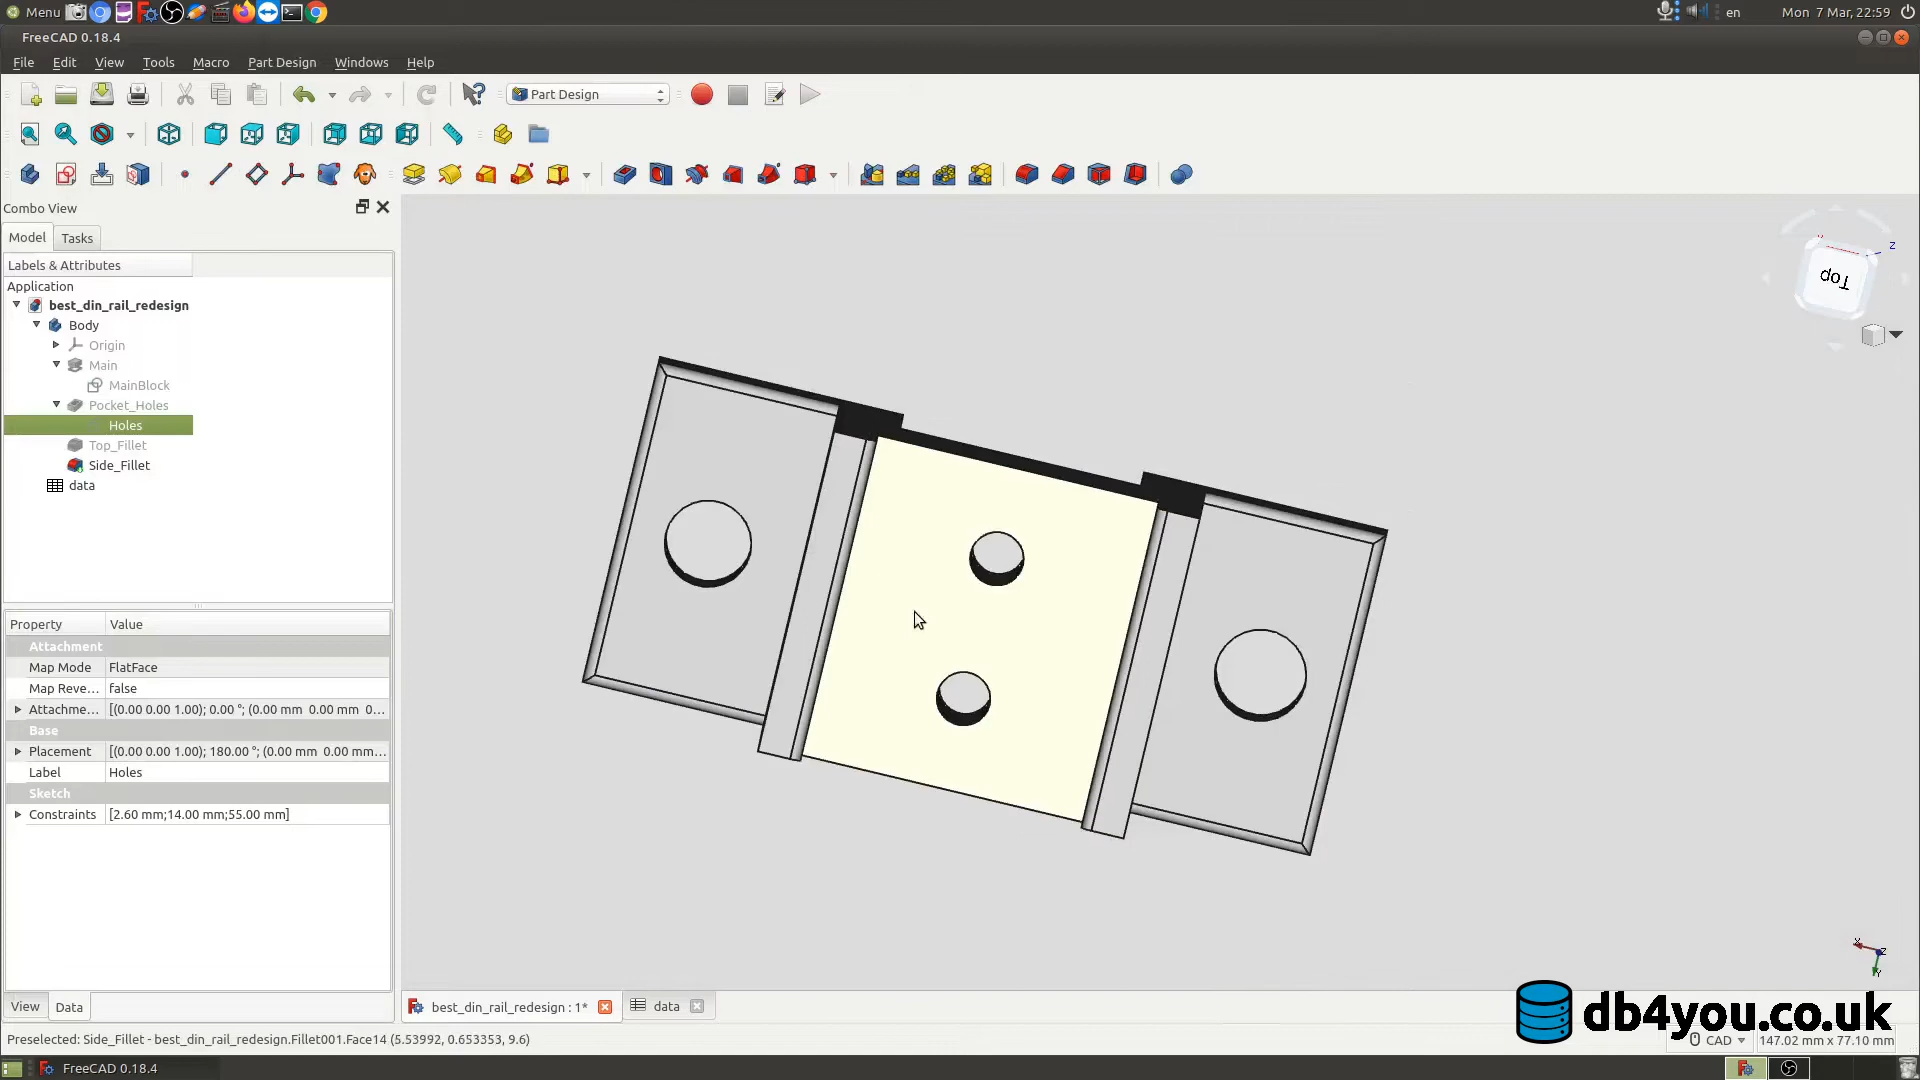 Menu
en
Mon 7 Mar, 22:59
FreeCAD 0.18.4
File Edit View Tools Macro Part Design Windows Help
Part Design
Combo View
Model Tasks
Labels & Attributes
Application
best_din_rail_redesign
Body
Origin
Main
MainBlock
Pocket_Holes
Holes
Top_Fillet
Side_Fillet
data
Top
Z
Property Value
Attachment
Map Mode FlatFace
Map Reve... false
Attachme... [(0.00 0.00 1.00); 0.00 °; (0.00 mm 0.00 mm 0...
Base
Placement [(0.00 0.00 1.00); 180.00 °; (0.00 mm 0.00 mm...
Label Holes
Sketch
Constraints [2.60 mm;14.00 mm;55.00 mm]
X
Z
Y
View Data
best_din_rail_redesign : 1*
data
db4you.co.uk
Preselected: Side_Fillet - best_din_rail_redesign.Fillet001.Face14 (5.53992, 0.653353, 9.6)
CAD
147.02 mm x 77.10 mm
FreeCAD 0.18.4